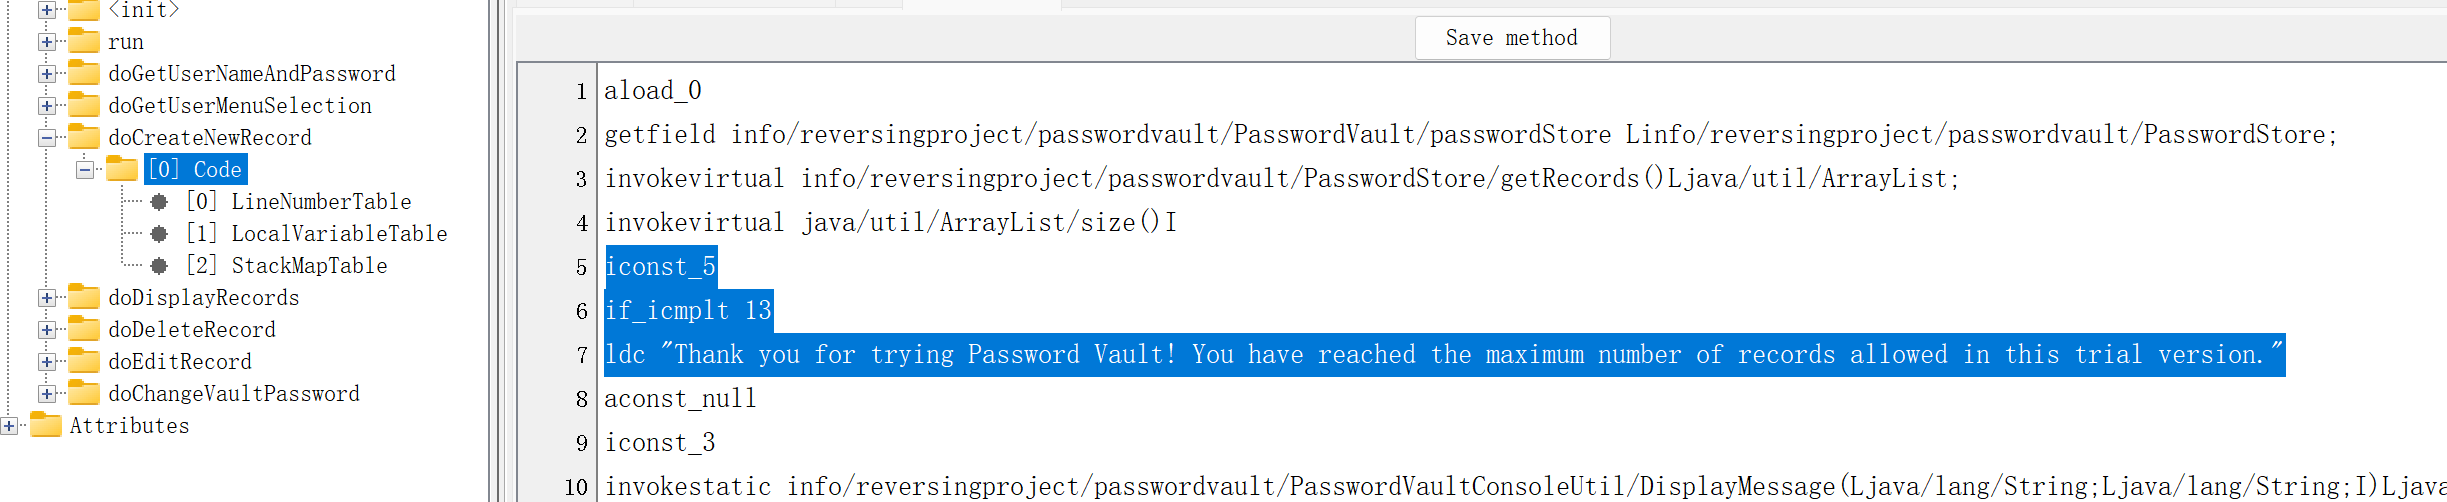 <init>
run
doGetUserNameAndPassword
doGetUserMenuSelection
doCreateNewRecord
[0] Code
[0] LineNumberTable
[1] LocalVariableTable
[2] StackMapTable
doDisplayRecords
doDeleteRecord
doEditRecord
doChangeVaultPassword
Attributes
Save method
1 aload_0
2 getfield info/reversingproject/passwordvault/PasswordVault/passwordStore Linfo/reversingproject/passwordvault/PasswordStore;
3 invokevirtual info/reversingproject/passwordvault/PasswordStore/getRecords()Ljava/util/ArrayList;
4 invokevirtual java/util/ArrayList/size()I
5 iconst_5
6 if_icmplt 13
7 ldc "Thank you for trying Password Vault! You have reached the maximum number of records allowed in this trial version."
8 aconst_null
9 iconst_3
10 invokestatic info/reversingproject/passwordvault/PasswordVaultConsoleUtil/DisplayMessage(Ljava/lang/String;Ljava/lang/String;I)Ljava